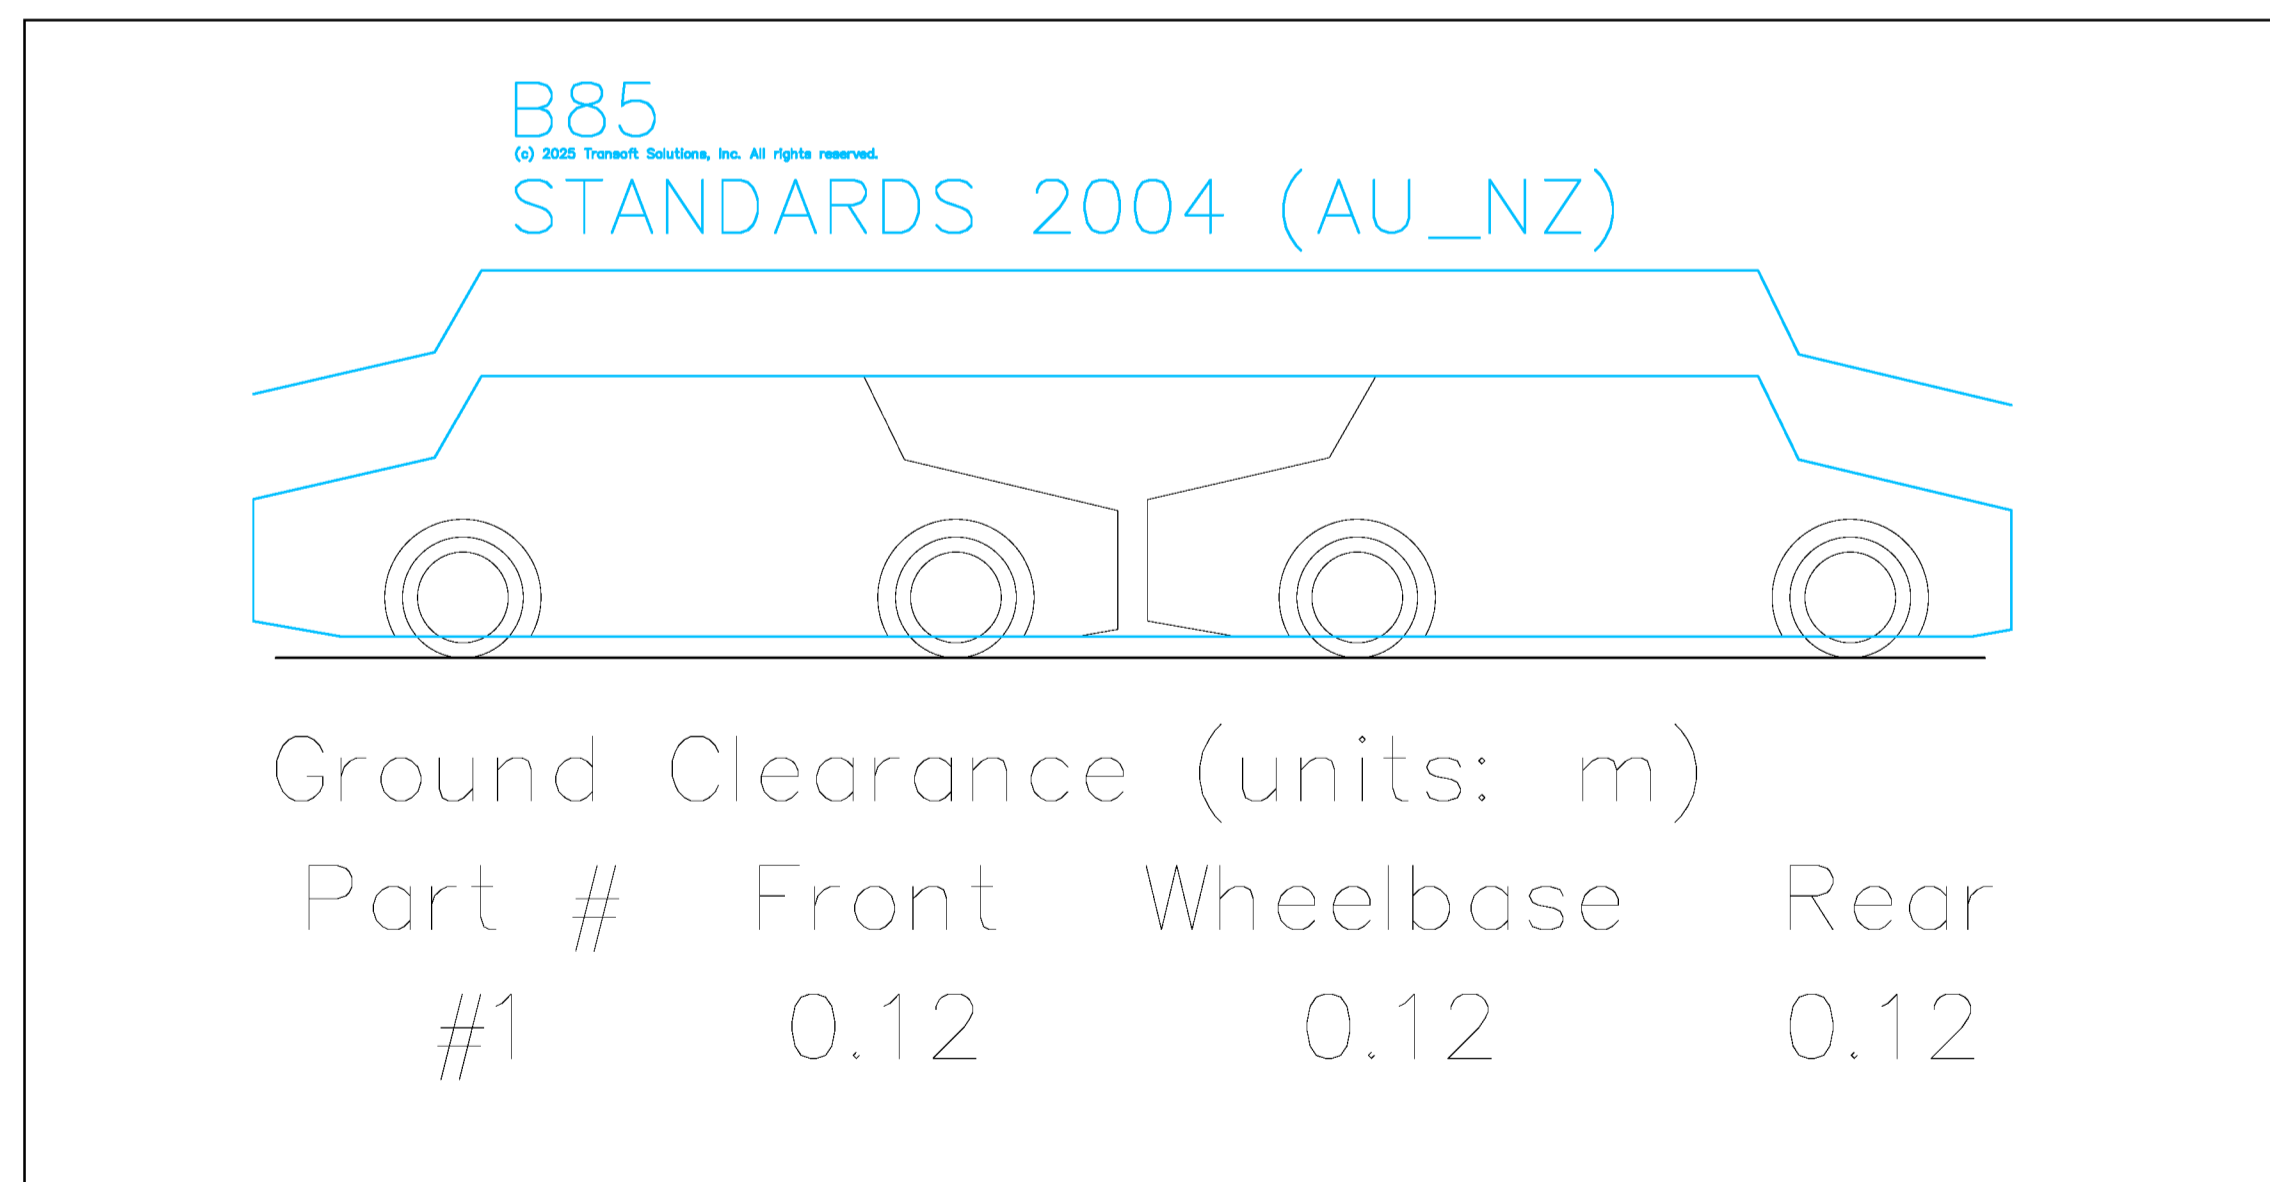 B85
(c) 2025 Transoft Solutions, Inc. All rights reserved.
STANDARDS 2004 (AU_NZ)
Ground Clearance (units: m)
Part # Front Wheelbase Rear
#1 0.12 0.12 0.12